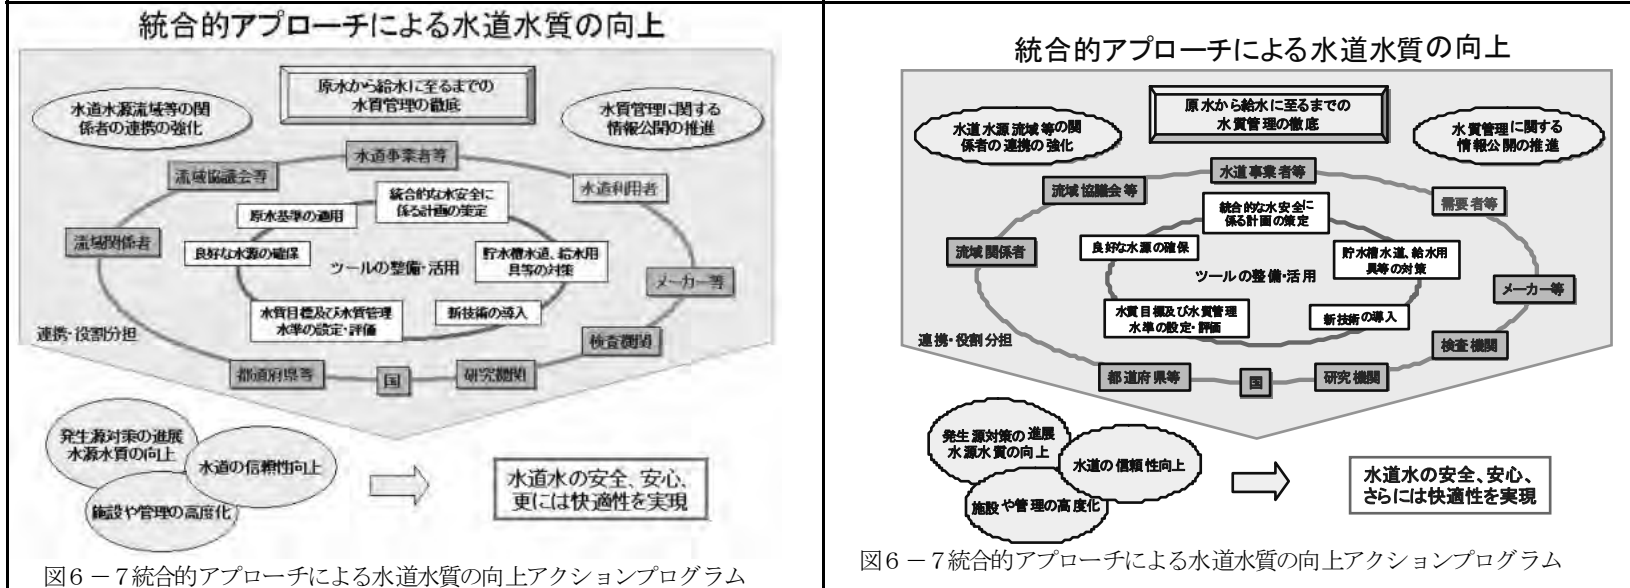 統合的アプローチによる水道水質の向上
原水から給水に至るまでの
水質管理の徹底
水道水源流域等の関
係者の連携の強化
水質管理に関する
情報公開の推進
水道事業者等
流域協議会等
水道利用者
統合的な水安全に
係る計画の策定
原水基準の適用
流域関係者
良好な水源の確保
ツールの整備・活用
貯水槽水道、給水用
具等の対策
メーカー等
水質目標及び水質管理
水準の設定・評価
新技術の導入
連携・役割分担
検査機関
都道府県等
国
研究機関
発生源対策の進展
水源水質の向上
水道の信頼性向上
施設や管理の高度化
水道水の安全、安心、
更には快適性を実現
図6－7統合的アプローチによる水道水質の向上アクションプログラム
統合的アプローチによる水道水質の向上
原水から給水に至るまでの
水質管理の徹底
水道水源流域等の関
係者の連携の強化
水質管理に関する
情報公開の推進
水道事業者等
流域協議会等
需要者等
統合的な水安全に
係る計画の策定
流域関係者
良好な水源の確保
ツールの整備・活用
貯水槽水道、給水用
具等の対策
メーカー等
水質目標及び水質管理
水準の設定・評価
新技術の導入
連携・役割分担
検査機関
都道府県等
国
研究機関
発生源対策の進展
水源水質の向上
水道の信頼性向上
施設や管理の高度化
水道水の安全、安心、
さらには快適性を実現
図6－7統合的アプローチによる水道水質の向上アクションプログラム